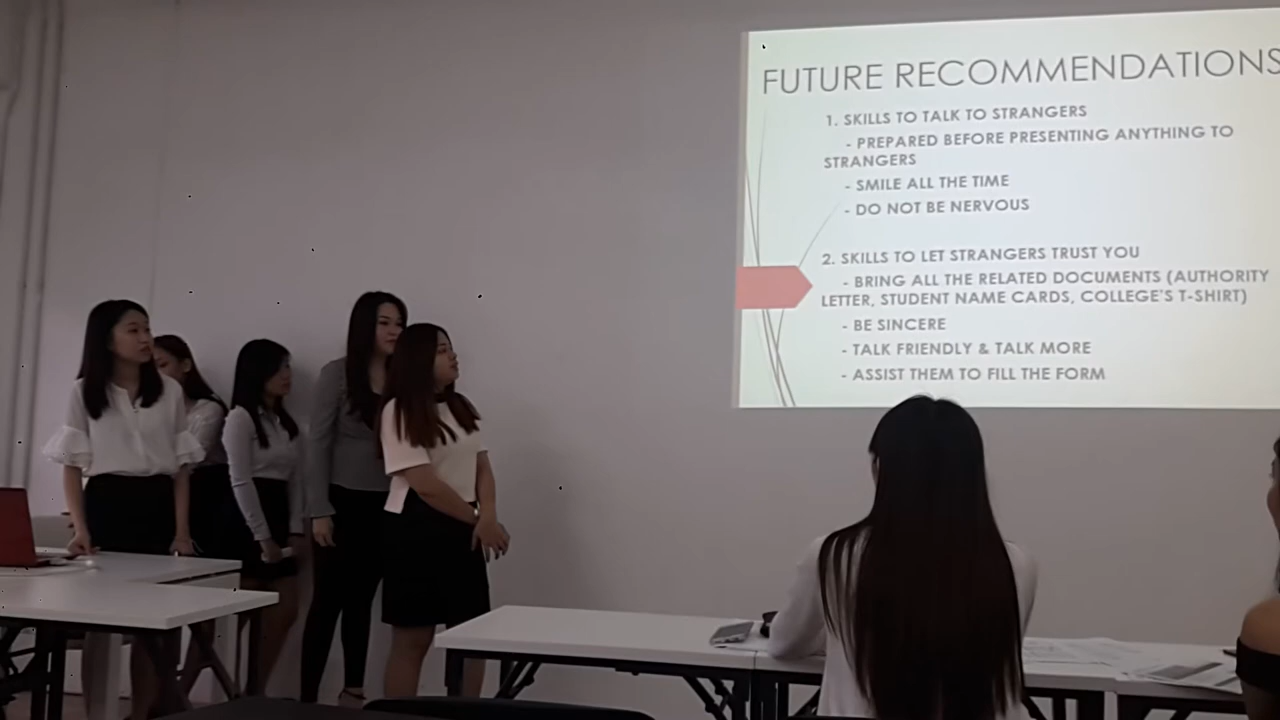 FUTURE RECOMMENDATIONS
1. SKILLS TO TALK TO STRANGERS
- PREPARED BEFORE PRESENTING ANYTHING TO
STRANGERS
- SMILE ALL THE TIME
- DO NOT BE NERVOUS
2. SKILLS TO LET STRANGERS TRUST YOU
- BRING ALL THE RELATED DOCUMENTS (AUTHORITY
LETTER, STUDENT NAME CARDS, COLLEGE'S T-SHIRT)
- BE SINCERE
- TALK FRIENDLY & TALK MORE
- ASSIST THEM TO FILL THE FORM